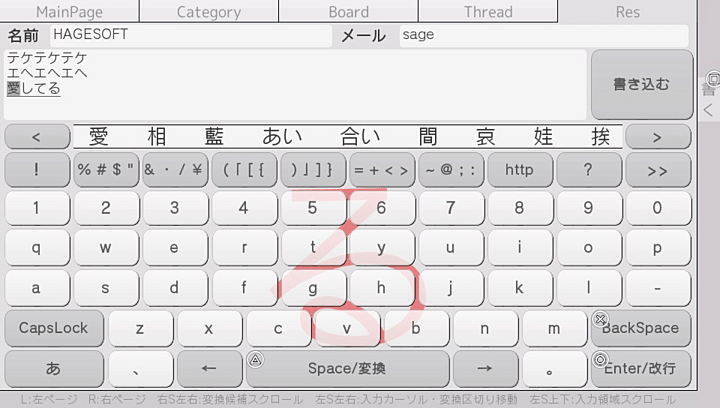 MainPage Category Board Thread Res
名前 HAGESOFT メール sage
テケテケテケ
エヘエヘエヘ
愛してる
書き込む
書
< 愛 相 藍 あい 合い 間 哀 娃 挨 >
<
! %#$" &・/¥ (「[{ )」]} =+<> ~@;: http ? >>
1 2 3 4 5 6 7 8 9 0
q w e r t y u i o p
a s d f g h j k l -
る
CapsLock z x c v b n m BackSpace
あ 、 ← Space/変換 → 。 Enter/改行
L:左ページ R:右ページ 右S左右:変換候補スクロール 左S左右:入力カーソル・変換区切り移動 左S上下:入力領域スクロール